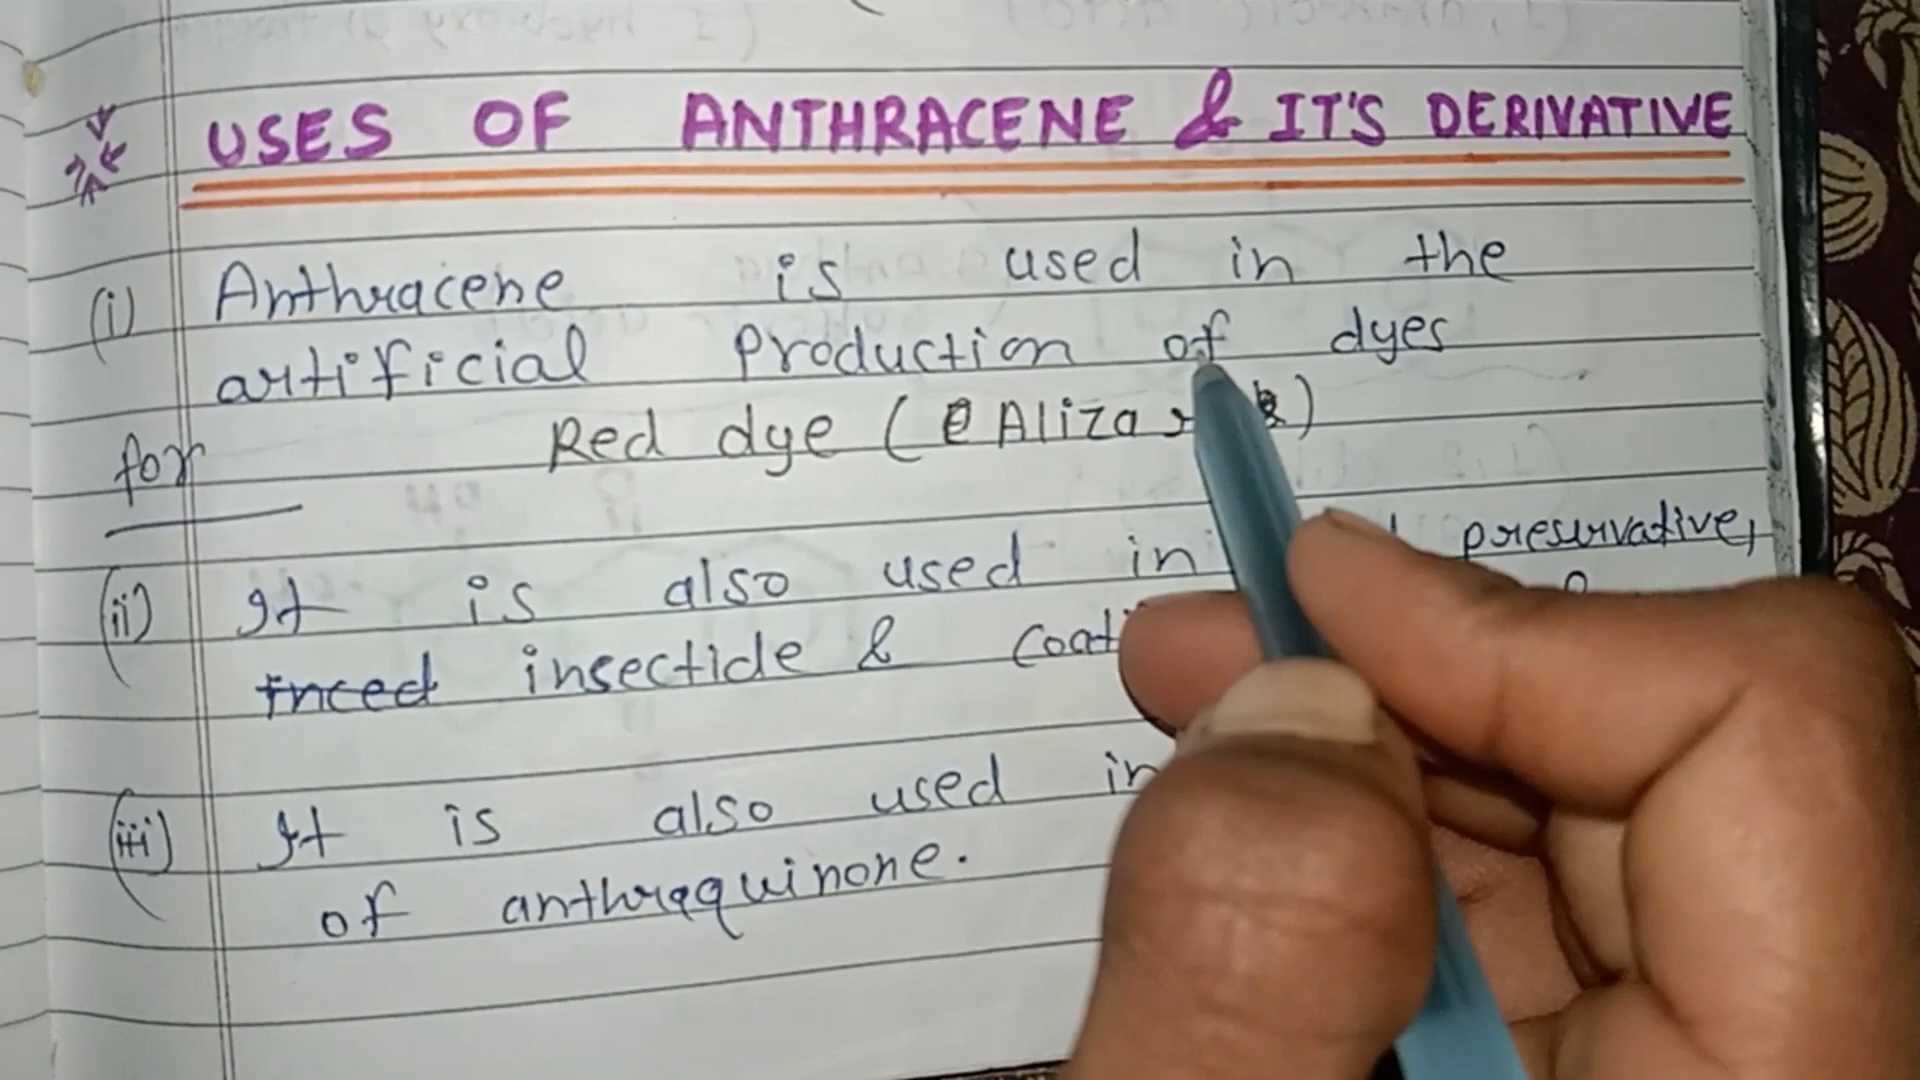 USES OF ANTHRACENE & IT'S DERIVATIVE
(i) Anthracene is used in the
artificial Production of dyes
for Red dye (
(ii) It is also used in preservative,
insectide &
(iii) It is also used in
of anthraquinone.